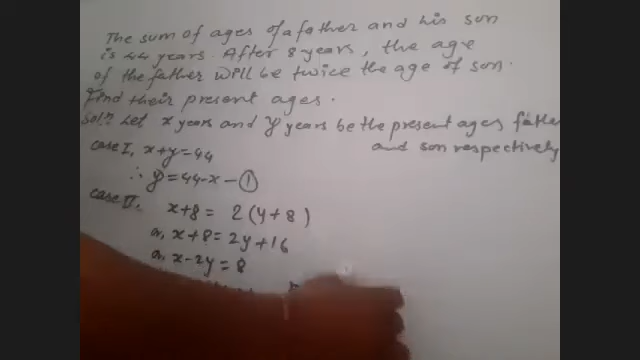 The sum of ages of a father and his son
is 44 years. After 8 years, the age
of the father will be twice the age of son.
Find their present ages.
Solⁿ: Let x years and y years be the present ages father
and son respectively
case I, x+y=44
∴ y=44-x-①
case II, x+8 = 2(y+8)
or, x+8=2y+16
or, x-2y=8